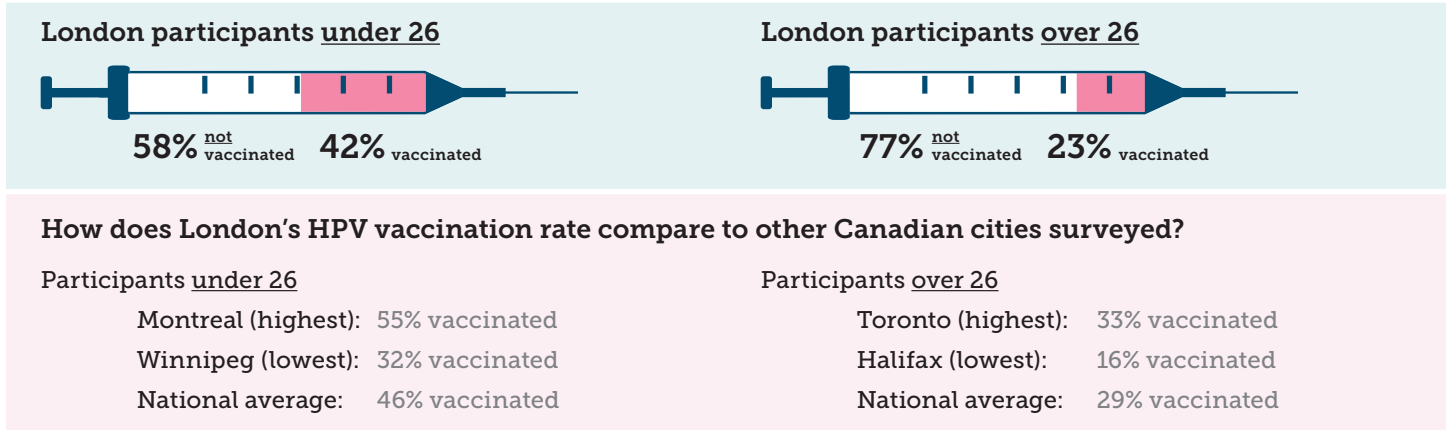 London participants under 26
58% not vaccinated 42% vaccinated
London participants over 26
77% not vaccinated 23% vaccinated
How does London’s HPV vaccination rate compare to other Canadian cities surveyed?
Participants under 26
Montreal (highest): 55% vaccinated
Winnipeg (lowest): 32% vaccinated
National average: 46% vaccinated
Participants over 26
Toronto (highest): 33% vaccinated
Halifax (lowest): 16% vaccinated
National average: 29% vaccinated